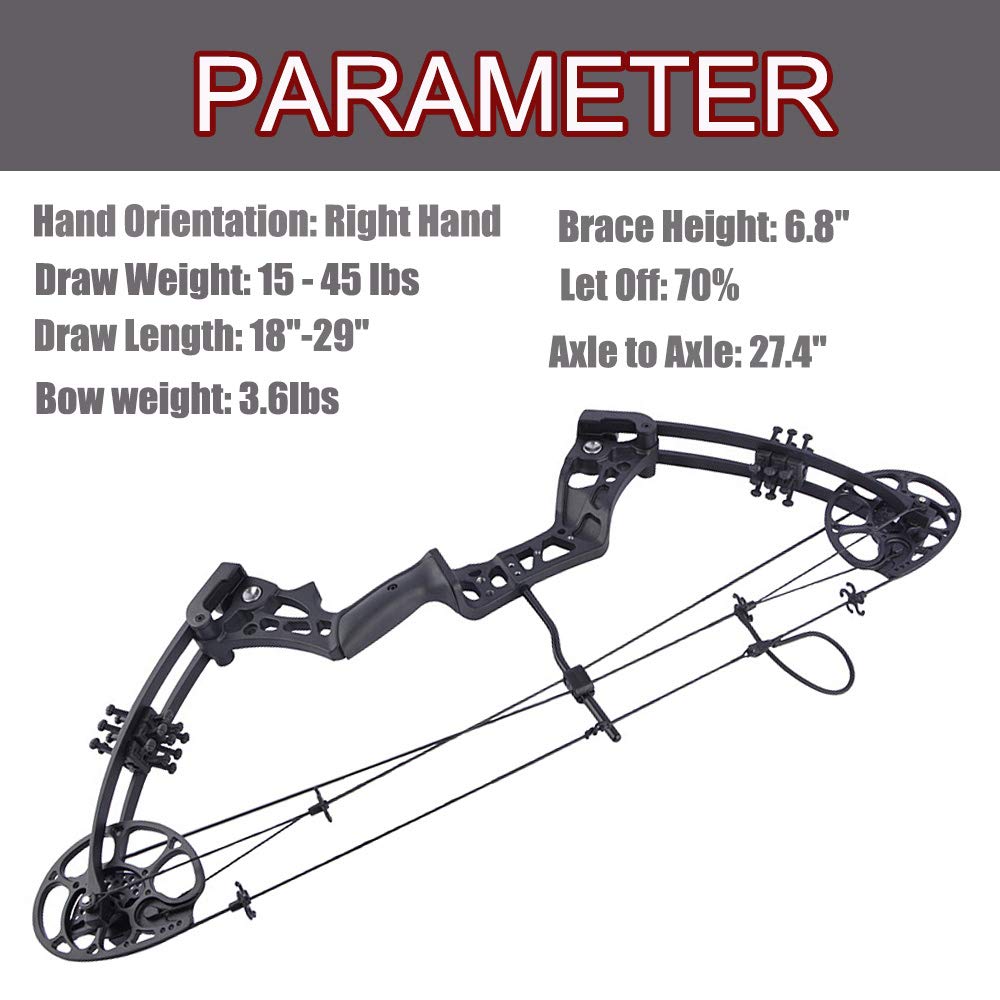 PARAMETER
Hand Orientation: Right Hand
Draw Weight: 15 - 45 lbs
Draw Length: 18"-29"
Bow weight: 3.6lbs
Brace Height: 6.8"
Let Off: 70%
Axle to Axle: 27.4"